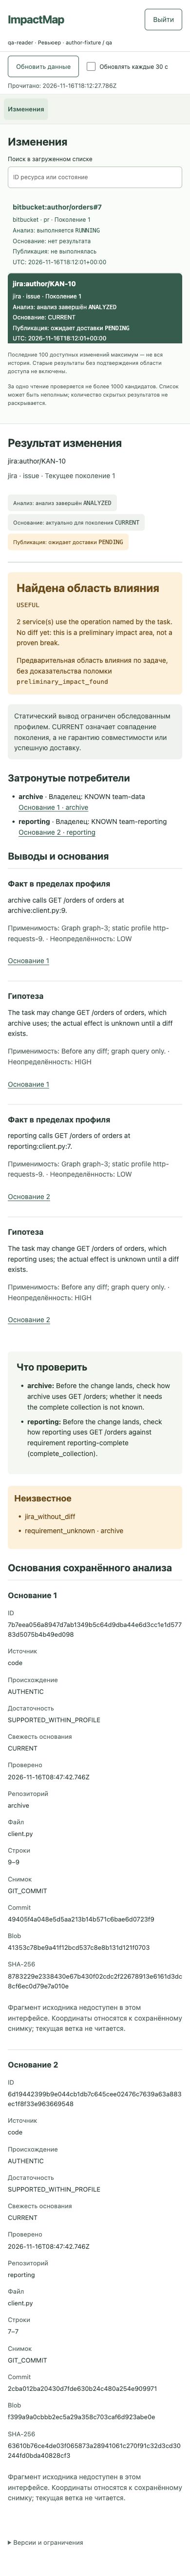 ImpactMap
Выйти
qa-reader · Ревьюер · author-fixture / qa
Обновить данные
Обновлять каждые 30 с
Прочитано: 2026-11-16T18:12:27.786Z
Изменения
Изменения
Поиск в загруженном списке
ID ресурса или состояние
bitbucket:author/orders#7
bitbucket · pr · Поколение 1
Анализ: выполняется RUNNING
Основание: нет результата
Публикация: не выполнялась
UTC: 2026-11-16T18:12:01+00:00
jira:author/KAN-10
jira · issue · Поколение 1
Анализ: анализ завершён ANALYZED
Основание: CURRENT
Публикация: ожидает доставки PENDING
UTC: 2026-11-16T18:12:01+00:00
Последние 100 доступных изменений максимум — не вся
история. Старые результаты без подтверждённой области
доступа не включены.
За одно чтение проверяется не более 1000 кандидатов. Список
может быть неполным; количество скрытых результатов не
раскрывается.
Результат изменения
jira:author/KAN-10
jira · issue · Текущее поколение 1
Анализ: анализ завершён ANALYZED
Основание: актуально для поколения CURRENT
Публикация: ожидает доставки PENDING
Найдена область влияния
USEFUL
2 service(s) use the operation named by the task.
No diff yet: this is a preliminary impact area, not a
proven break.
Предварительная область влияния по задаче,
без доказательства поломки
preliminary_impact_found
Статический вывод ограничен обследованным
профилем. CURRENT означает совпадение
поколения, а не гарантию совместимости или
успешную доставку.
Затронутые потребители
• archive · Владелец: KNOWN team-data
Основание 1 · archive
• reporting · Владелец: KNOWN team-reporting
Основание 2 · reporting
Выводы и основания
Факт в пределах профиля
archive calls GET /orders of orders at
archive:client.py:9.
Применимость: Graph graph-3; static profile http-
requests-9. · Неопределённость: LOW
Основание 1
Гипотеза
The task may change GET /orders of orders, which
archive uses; the actual effect is unknown until a diff
exists.
Применимость: Before any diff; graph query only. ·
Неопределённость: HIGH
Основание 1
Факт в пределах профиля
reporting calls GET /orders of orders at
reporting:client.py:7.
Применимость: Graph graph-3; static profile http-
requests-9. · Неопределённость: LOW
Основание 2
Гипотеза
The task may change GET /orders of orders, which
reporting uses; the actual effect is unknown until a diff
exists.
Применимость: Before any diff; graph query only. ·
Неопределённость: HIGH
Основание 2
Что проверить
• archive: Before the change lands, check how
archive uses GET /orders; whether it needs
the complete collection is not known.
• reporting: Before the change lands, check
how reporting uses GET /orders against
requirement reporting-complete
(complete_collection).
Неизвестное
• jira_without_diff
• requirement_unknown · archive
Основания сохранённого анализа
Основание 1
ID
7b7eea056a8947d7ab1349b5c64d9dba44e6d3cc1e1d577
83d5075b4b49ed098
Источник
code
Происхождение
AUTHENTIC
Достаточность
SUPPORTED_WITHIN_PROFILE
Свежесть основания
CURRENT
Проверено
2026-11-16T08:47:42.746Z
Репозиторий
archive
Файл
client.py
Строки
9–9
Снимок
GIT_COMMIT
Commit
49405f4a048e5d5aa213b14b571c6bae6d0723f9
Blob
41353c78be9a41f12bcd537c8e8b131d121f0703
SHA-256
8783229e2338430e67b430f02cdc2f22678913e6161d3dc
8cf6ec0d79e7a010e
Фрагмент исходника недоступен в этом
интерфейсе. Координаты относятся к сохранённому
снимку; текущая ветка не читается.
Основание 2
ID
6d19442399b9e044cb1db7c645cee02476c7639a63a883
ec1f8f33e963669548
Источник
code
Происхождение
AUTHENTIC
Достаточность
SUPPORTED_WITHIN_PROFILE
Свежесть основания
CURRENT
Проверено
2026-11-16T08:47:42.746Z
Репозиторий
reporting
Файл
client.py
Строки
7–7
Снимок
GIT_COMMIT
Commit
2cba012ba20430d7fde630b24c480a254e909971
Blob
f399a9a0cbbb2ec5a29a358c703caf6d923abe0e
SHA-256
63610b76ce4de03f065873a28941061c270f91c32d3cd30
244fd0bda40828cf3
Фрагмент исходника недоступен в этом
интерфейсе. Координаты относятся к сохранённому
снимку; текущая ветка не читается.
▸ Версии и ограничения